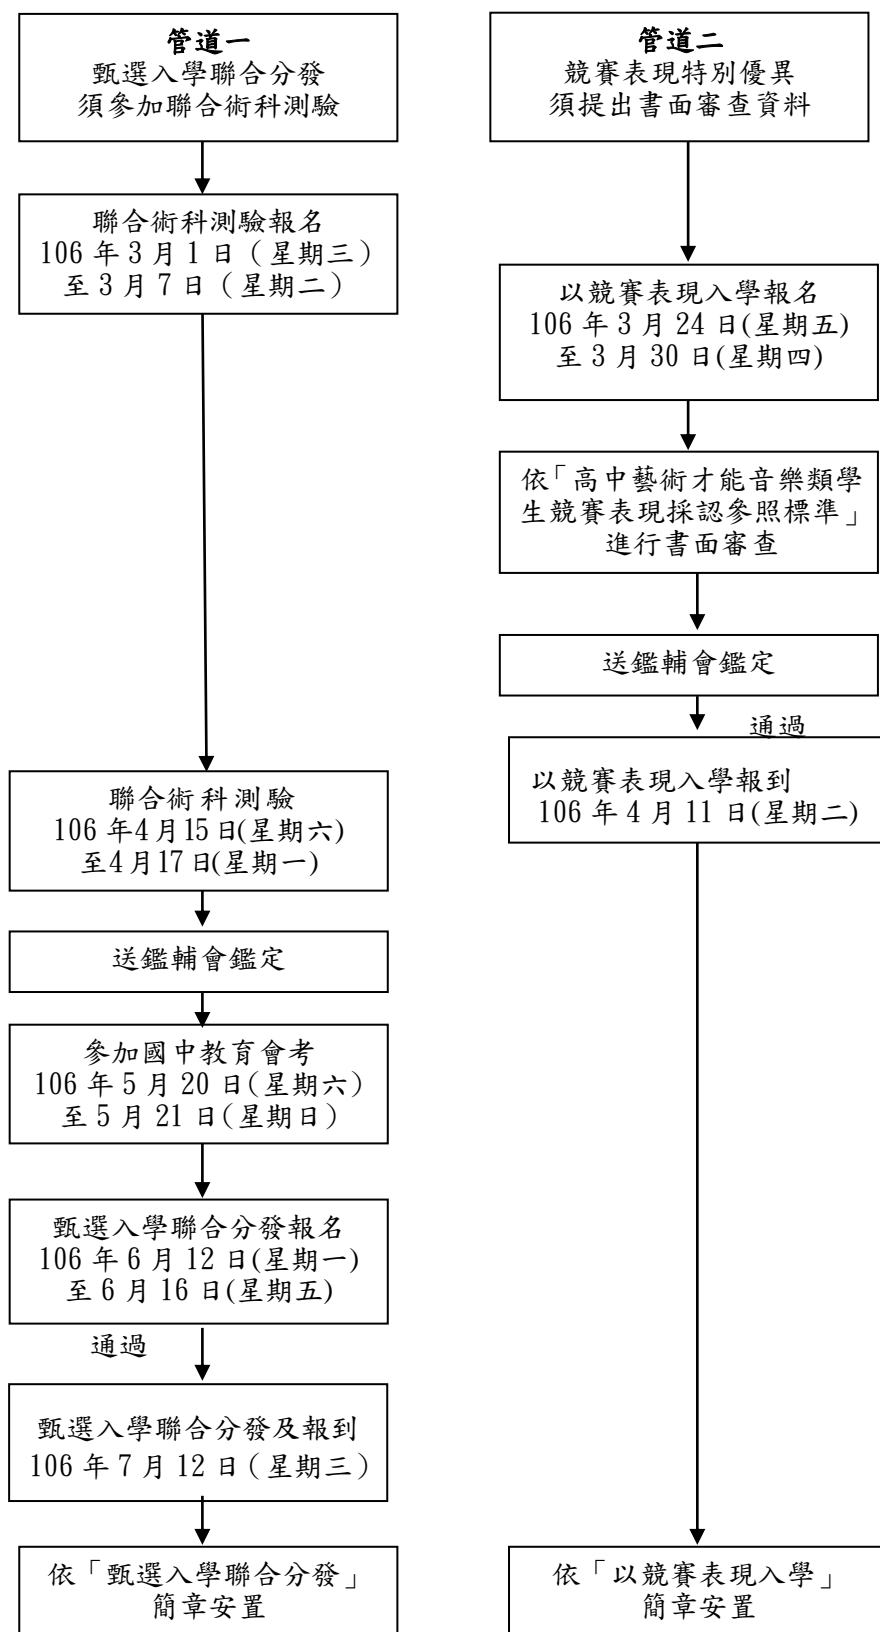 管道一
甄選入學聯合分發
須參加聯合術科測驗
聯合術科測驗報名
106 年 3 月 1 日（星期三）
至 3 月 7 日（星期二）
聯合術科測驗
106 年4月15日(星期六)
至4月17日(星期一)
送鑑輔會鑑定
參加國中教育會考
106 年 5 月 20 日(星期六)
至 5 月 21 日(星期日)
甄選入學聯合分發報名
106 年 6 月 12 日(星期一)
至 6 月 16 日(星期五)
通過
甄選入學聯合分發及報到
106 年 7 月 12 日（星期三）
依「甄選入學聯合分發」
簡章安置
管道二
競賽表現特別優異
須提出書面審查資料
以競賽表現入學報名
106 年 3 月 24 日(星期五)
至 3 月 30 日(星期四)
依「高中藝術才能音樂類學
生競賽表現採認參照標準」
進行書面審查
送鑑輔會鑑定
通過
以競賽表現入學報到
106 年 4 月 11 日(星期二)
依「以競賽表現入學」
簡章安置